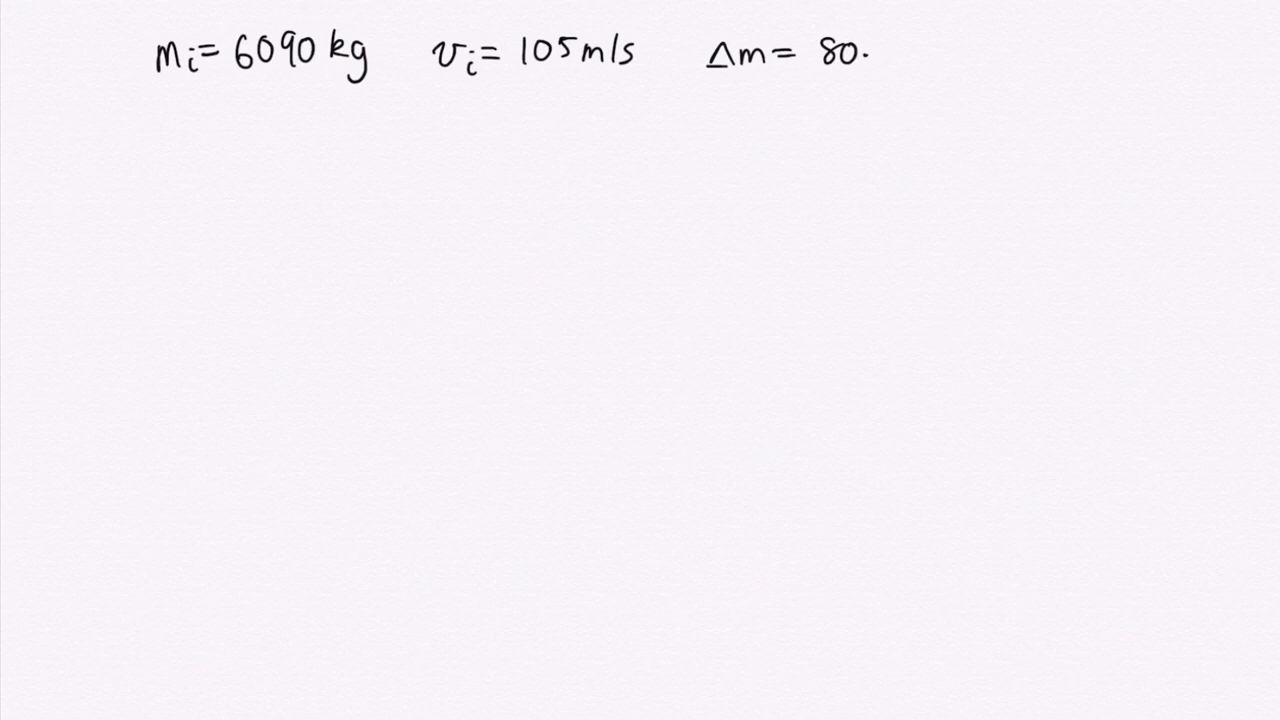 mᵢ= 6090 kg vᵢ= 105 m/s Δm= 80.